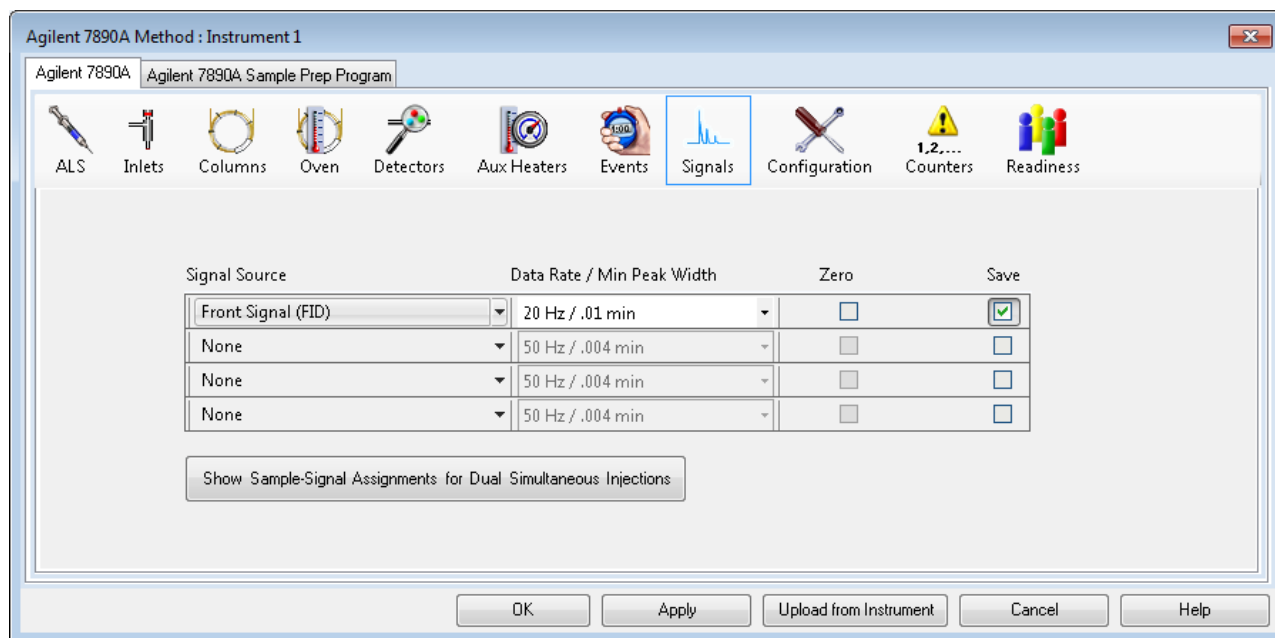 Agilent 7890A Method : Instrument 1
Agilent 7890A Agilent 7890A Sample Prep Program
1:00
1,2,...
ALS Inlets Columns Oven Detectors Aux Heaters Events Signals Configuration Counters Readiness
Signal Source Data Rate / Min Peak Width Zero Save
Front Signal (FID) 20 Hz / .01 min
None 50 Hz / .004 min
None 50 Hz / .004 min
None 50 Hz / .004 min
Show Sample-Signal Assignments for Dual Simultaneous Injections
OK Apply Upload from Instrument Cancel Help